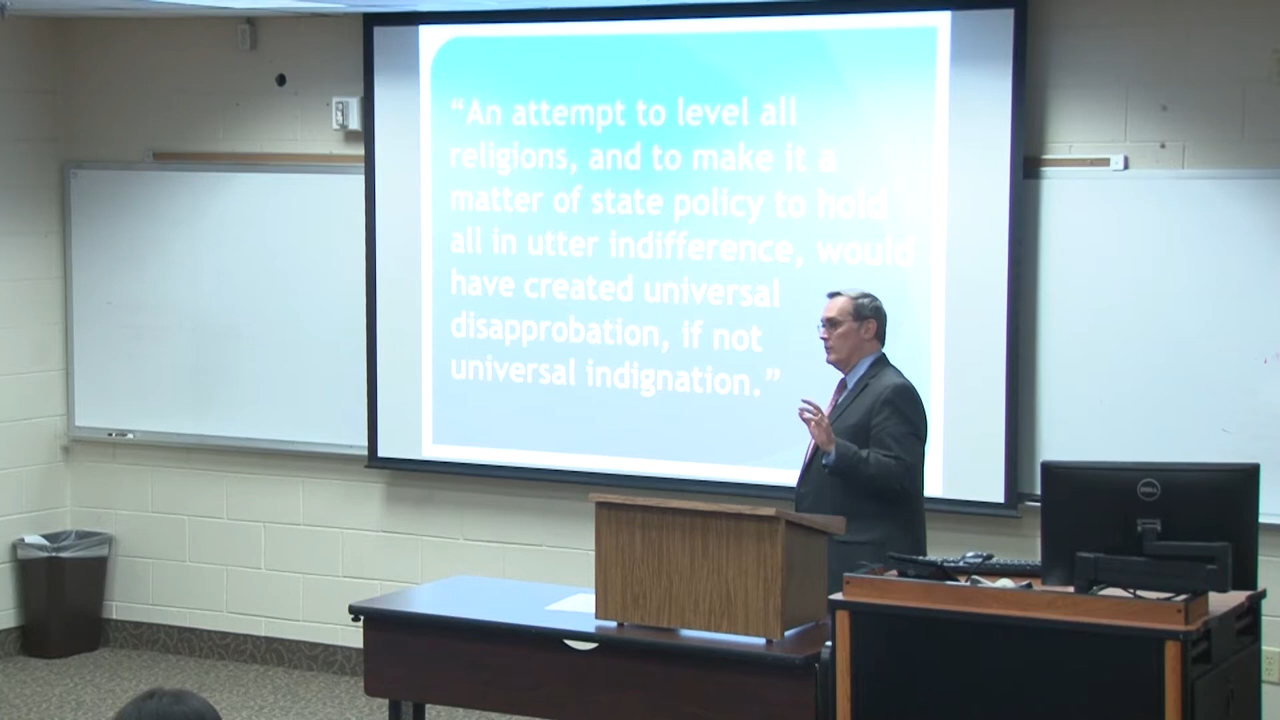 “An attempt to level all
religions, and to make it a
matter of state policy to hold
all in utter indifference, would
have created universal
disapprobation, if not
universal indignation.”
DELL